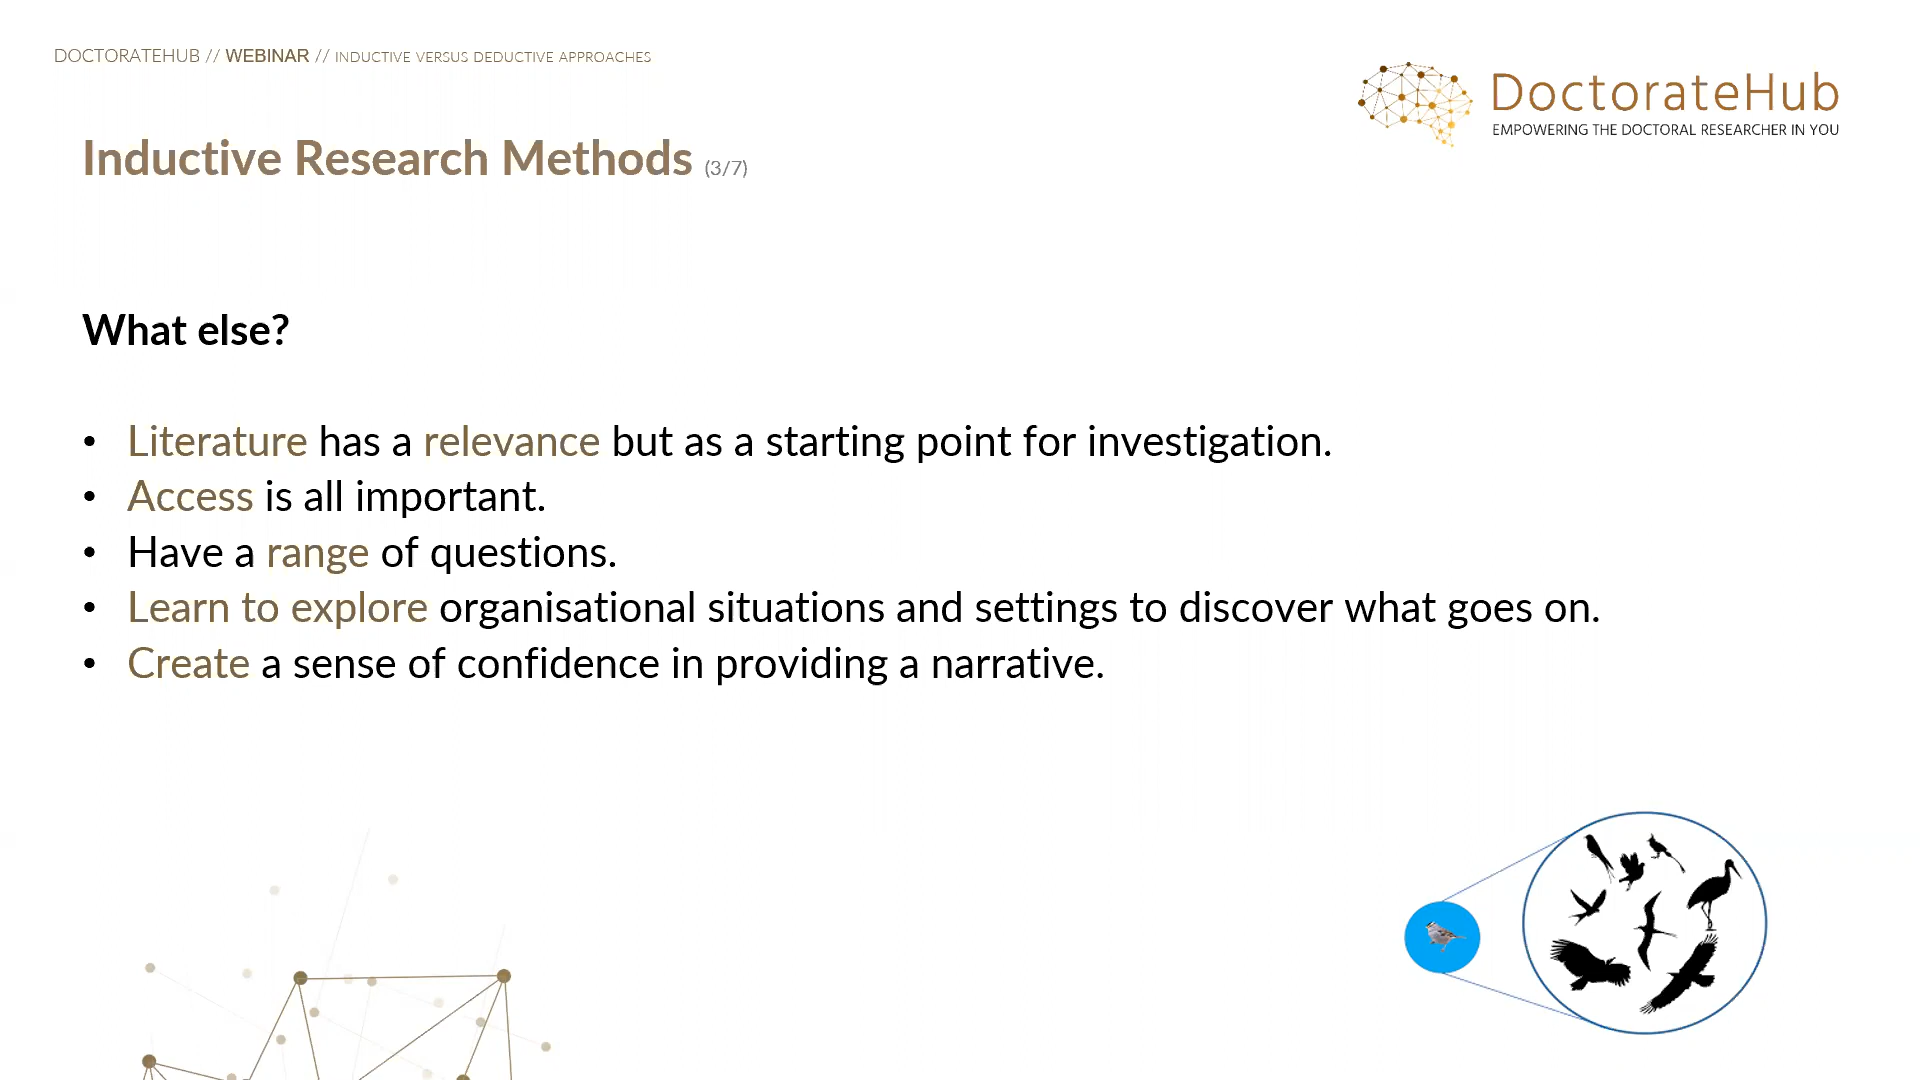 DOCTORATEHUB // WEBINAR // INDUCTIVE VERSUS DEDUCTIVE APPROACHES
DoctorateHub
EMPOWERING THE DOCTORAL RESEARCHER IN YOU
Inductive Research Methods (3/7)
What else?
• Literature has a relevance but as a starting point for investigation.
• Access is all important.
• Have a range of questions.
• Learn to explore organisational situations and settings to discover what goes on.
• Create a sense of confidence in providing a narrative.